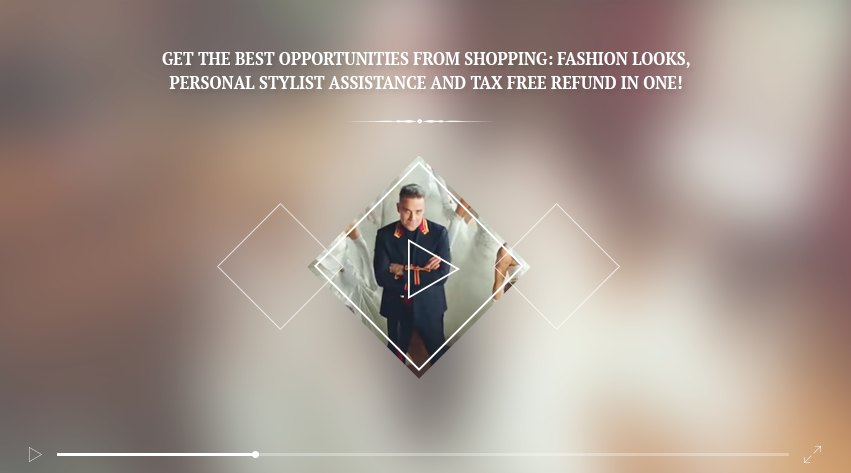 GET THE BEST OPPORTUNITIES FROM SHOPPING: FASHION LOOKS,
PERSONAL STYLIST ASSISTANCE AND TAX FREE REFUND IN ONE!